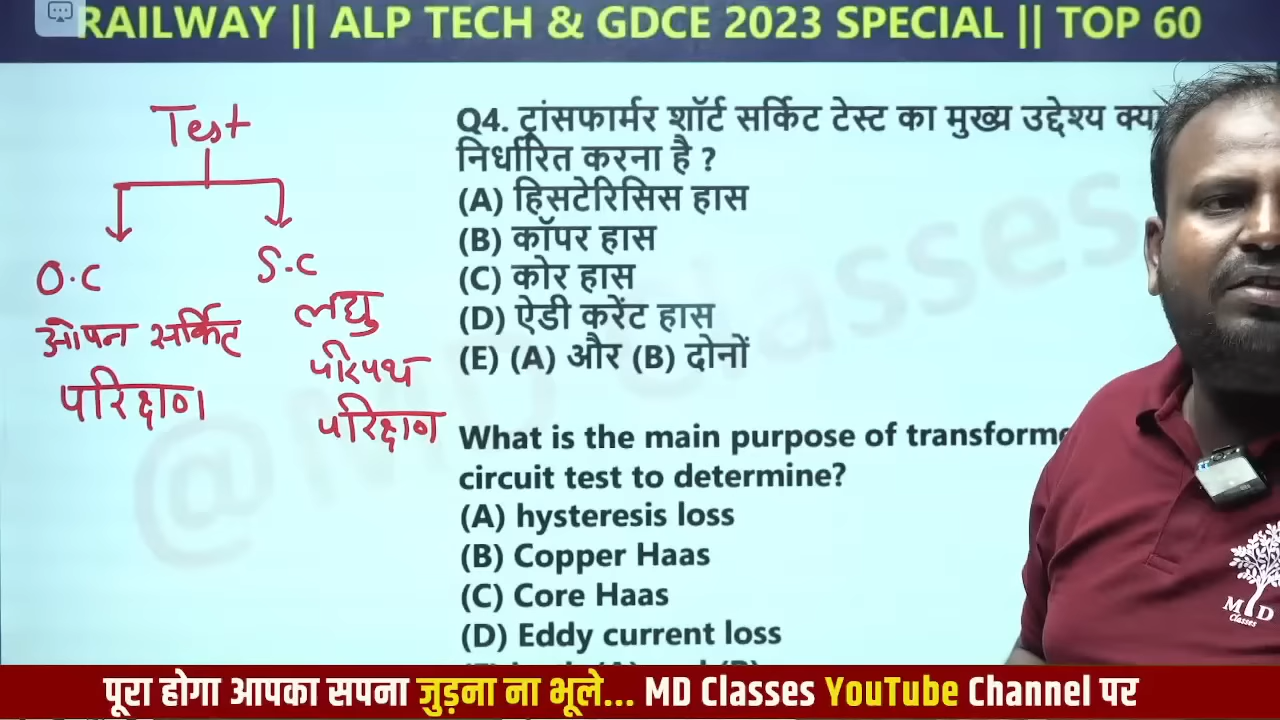 RAILWAY || ALP TECH & GDCE 2023 SPECIAL || TOP 60
Test
O.C
ओपन सर्किट
परिक्षण
S.C
लघु
परिपथ
परिक्षण
Q4. ट्रांसफार्मर शॉर्ट सर्किट टेस्ट का मुख्य उद्देश्य क्या
निर्धारित करना है ?
(A) हिसटेरिसिस हास
(B) कॉपर हास
(C) कोर हास
(D) ऐडी करेंट हास
(E) (A) और (B) दोनों
What is the main purpose of transforme
circuit test to determine?
(A) hysteresis loss
(B) Copper Haas
(C) Core Haas
(D) Eddy current loss
@MD Classes
MD
Classes
पूरा होगा आपका सपना जुड़ना ना भूले... MD Classes YouTube Channel पर